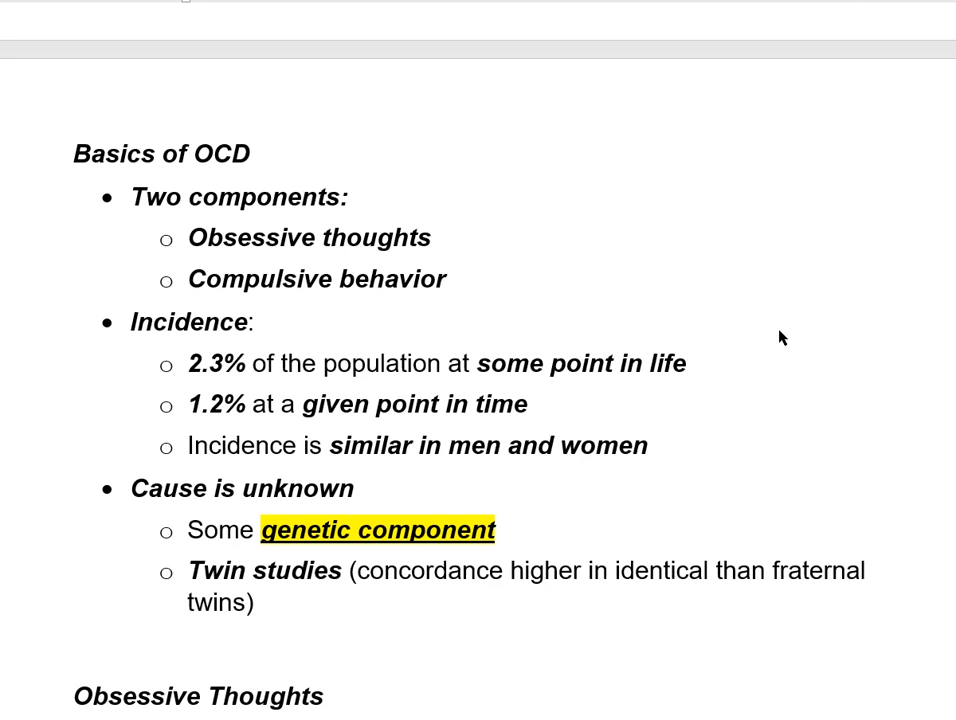 Basics of OCD
• Two components:
o Obsessive thoughts
o Compulsive behavior
• Incidence:
o 2.3% of the population at some point in life
o 1.2% at a given point in time
o Incidence is similar in men and women
• Cause is unknown
o Some genetic component
o Twin studies (concordance higher in identical than fraternal
twins)
Obsessive Thoughts